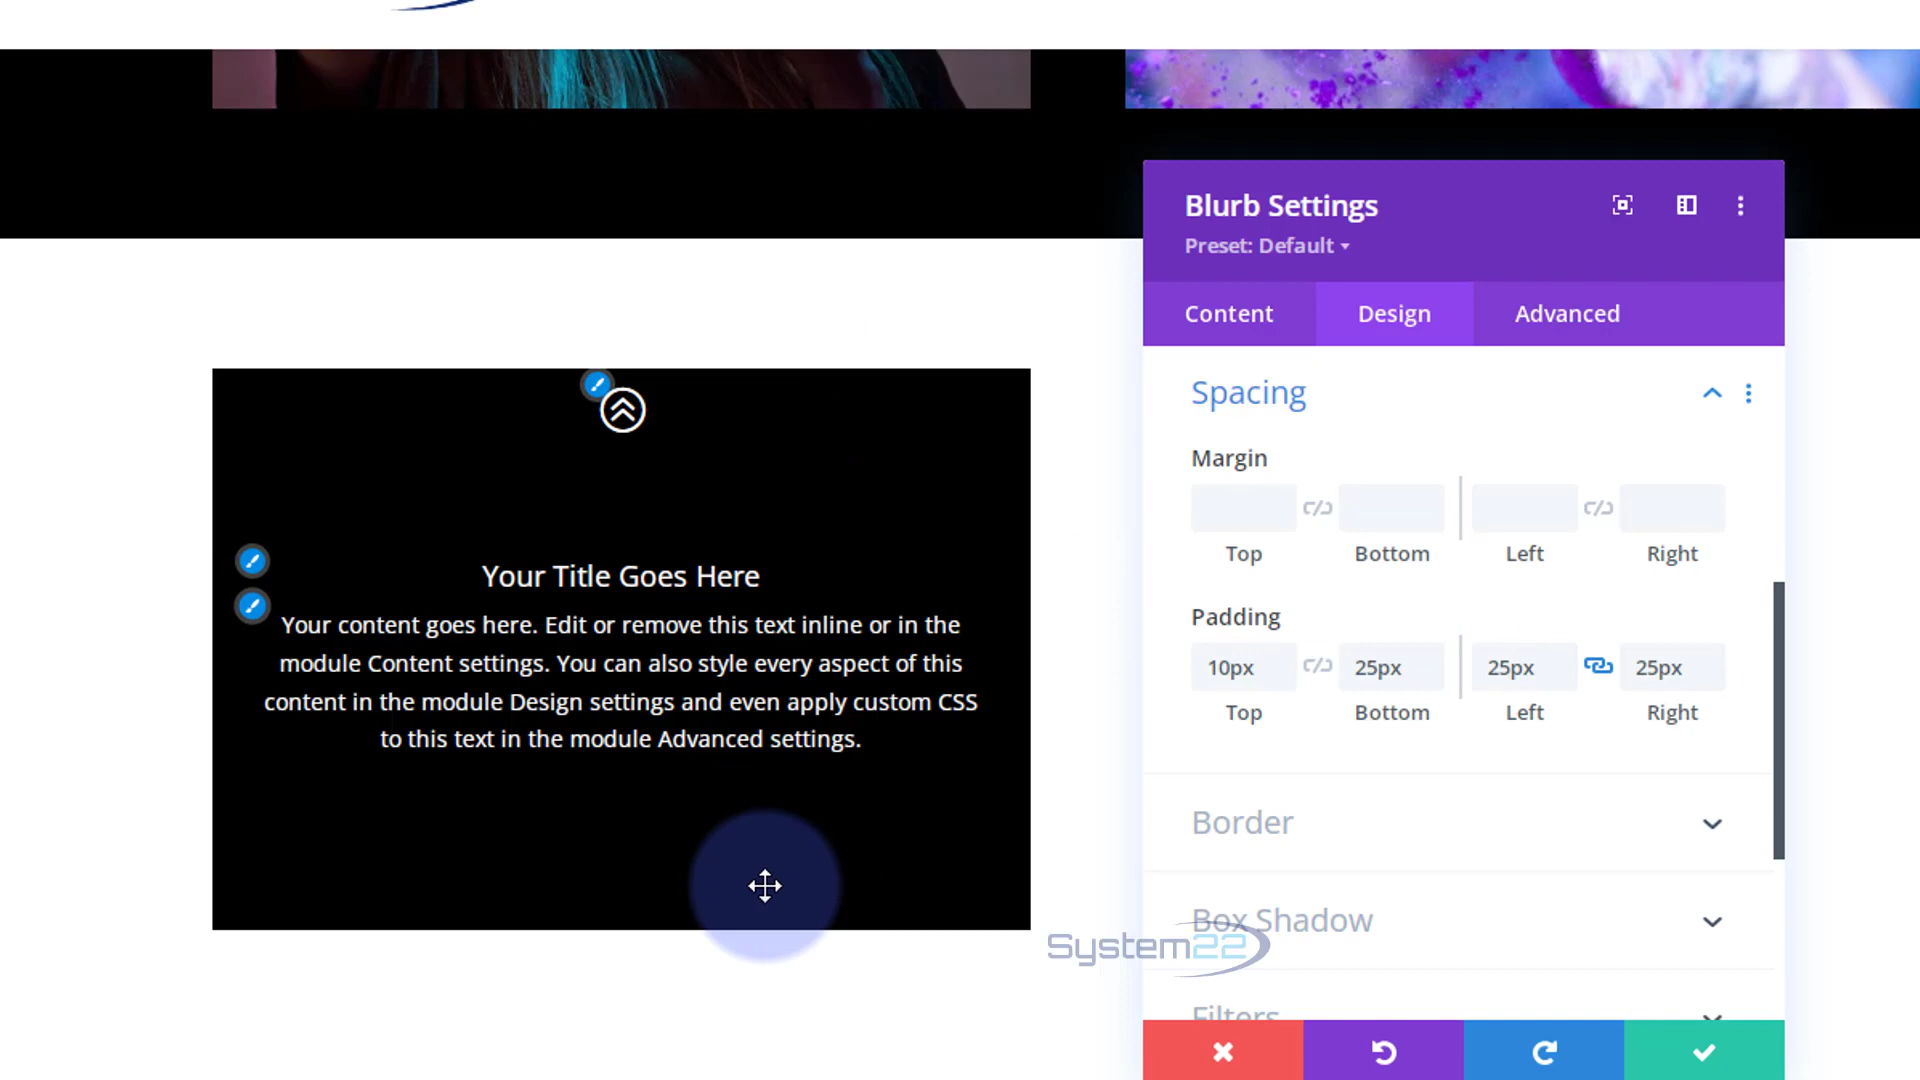 Blurb Settings
Preset: Default
Content
Design
Advanced
Spacing
Margin
Top
Bottom
Left
Right
Padding
10px
25px
25px
25px
Top
Bottom
Left
Right
Border
Box Shadow
Filters
Your Title Goes Here
Your content goes here. Edit or remove this text inline or in the
module Content settings. You can also style every aspect of this
content in the module Design settings and even apply custom CSS
to this text in the module Advanced settings.
System22